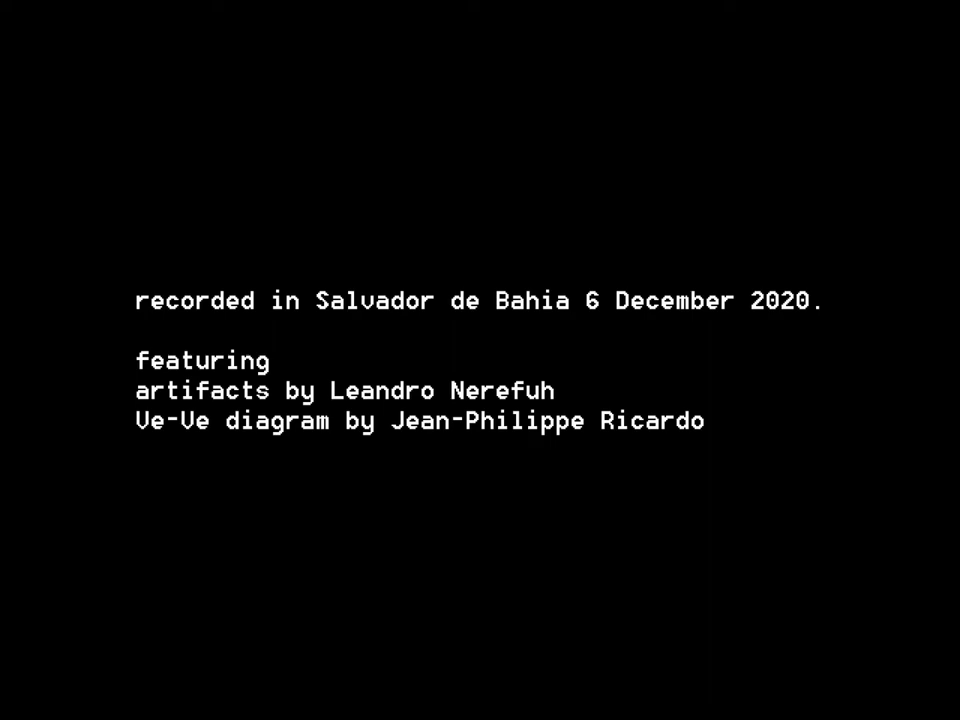 recorded in Salvador de Bahia 6 December 2020.
featuring
artifacts by Leandro Nerefuh
Ve-Ve diagram by Jean-Philippe Ricardo